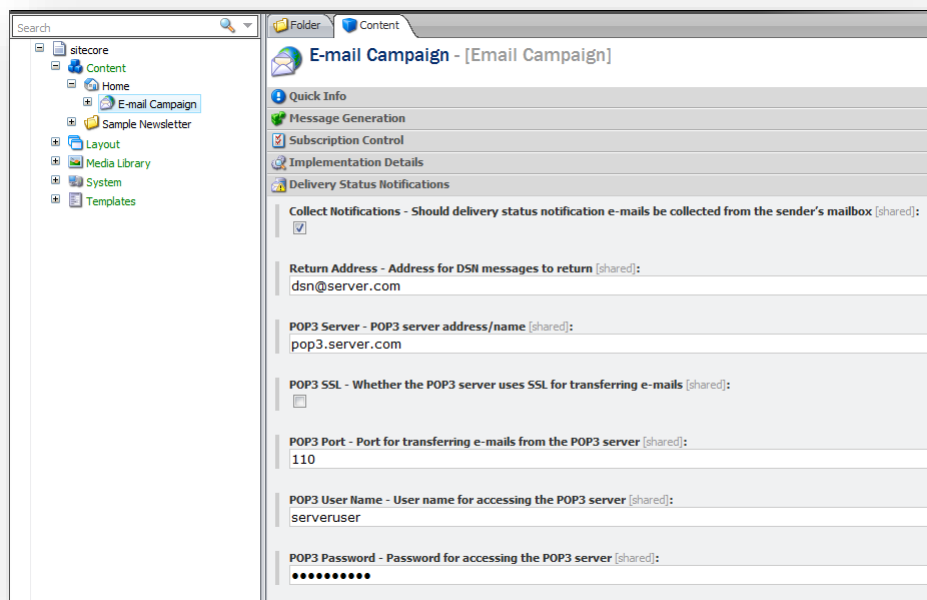 Search
sitecore
Content
Home
E-mail Campaign
Sample Newsletter
Layout
Media Library
System
Templates
Folder
Content
E-mail Campaign - [Email Campaign]
Quick Info
Message Generation
Subscription Control
Implementation Details
Delivery Status Notifications
Collect Notifications - Should delivery status notification e-mails be collected from the sender's mailbox [shared]:
Return Address - Address for DSN messages to return [shared]:
dsn@server.com
POP3 Server - POP3 server address/name [shared]:
pop3.server.com
POP3 SSL - Whether the POP3 server uses SSL for transferring e-mails [shared]:
POP3 Port - Port for transferring e-mails from the POP3 server [shared]:
110
POP3 User Name - User name for accessing the POP3 server [shared]:
serveruser
POP3 Password - Password for accessing the POP3 server [shared]:
●●●●●●●●●●